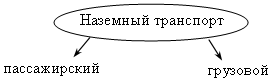 Наземный транспорт
пассажирский
грузовой